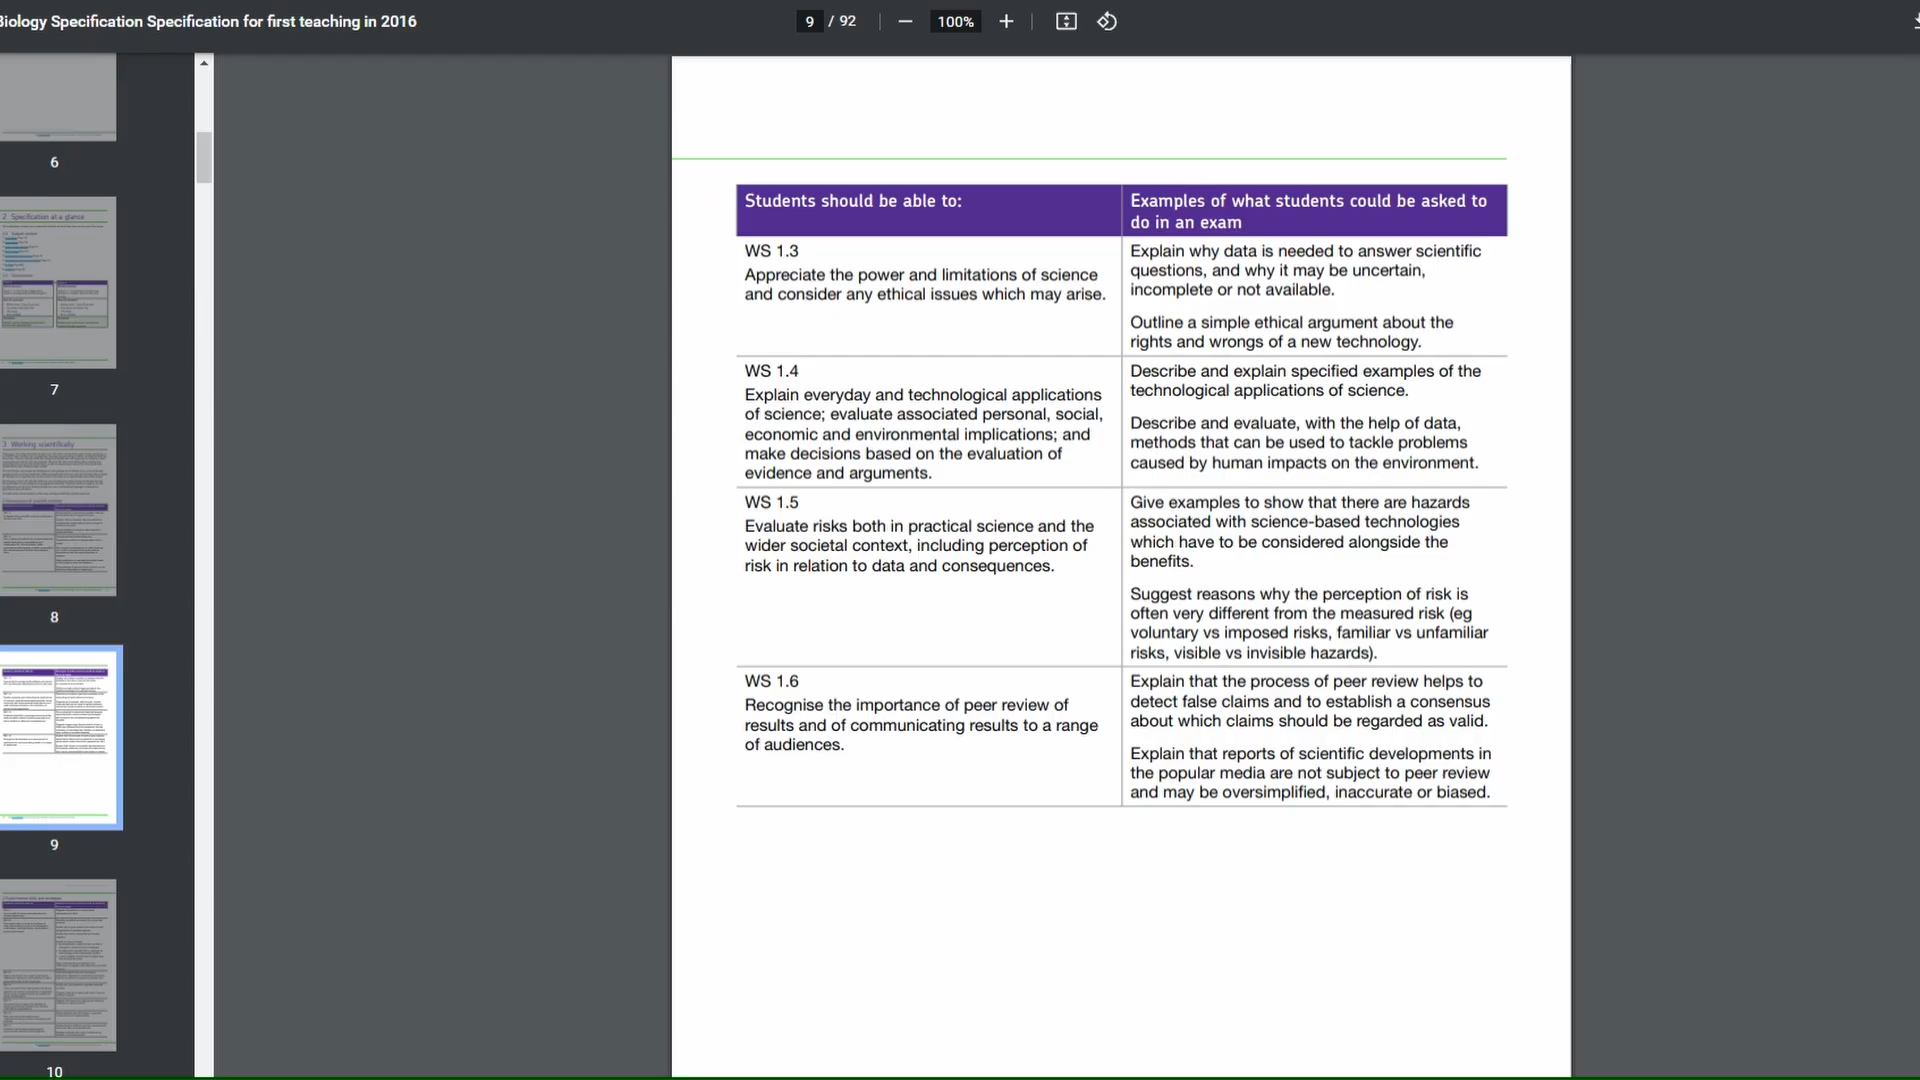 Biology Specification Specification for first teaching in 2016
9 / 92
100%
6
2 Specification at a glance
7
3 Working scientifically
8
9
10
Students should be able to:
Examples of what students could be asked to
do in an exam
WS 1.3
Appreciate the power and limitations of science
and consider any ethical issues which may arise.
Explain why data is needed to answer scientific
questions, and why it may be uncertain,
incomplete or not available.
Outline a simple ethical argument about the
rights and wrongs of a new technology.
WS 1.4
Explain everyday and technological applications
of science; evaluate associated personal, social,
economic and environmental implications; and
make decisions based on the evaluation of
evidence and arguments.
Describe and explain specified examples of the
technological applications of science.
Describe and evaluate, with the help of data,
methods that can be used to tackle problems
caused by human impacts on the environment.
WS 1.5
Evaluate risks both in practical science and the
wider societal context, including perception of
risk in relation to data and consequences.
Give examples to show that there are hazards
associated with science-based technologies
which have to be considered alongside the
benefits.
Suggest reasons why the perception of risk is
often very different from the measured risk (eg
voluntary vs imposed risks, familiar vs unfamiliar
risks, visible vs invisible hazards).
WS 1.6
Recognise the importance of peer review of
results and of communicating results to a range
of audiences.
Explain that the process of peer review helps to
detect false claims and to establish a consensus
about which claims should be regarded as valid.
Explain that reports of scientific developments in
the popular media are not subject to peer review
and may be oversimplified, inaccurate or biased.